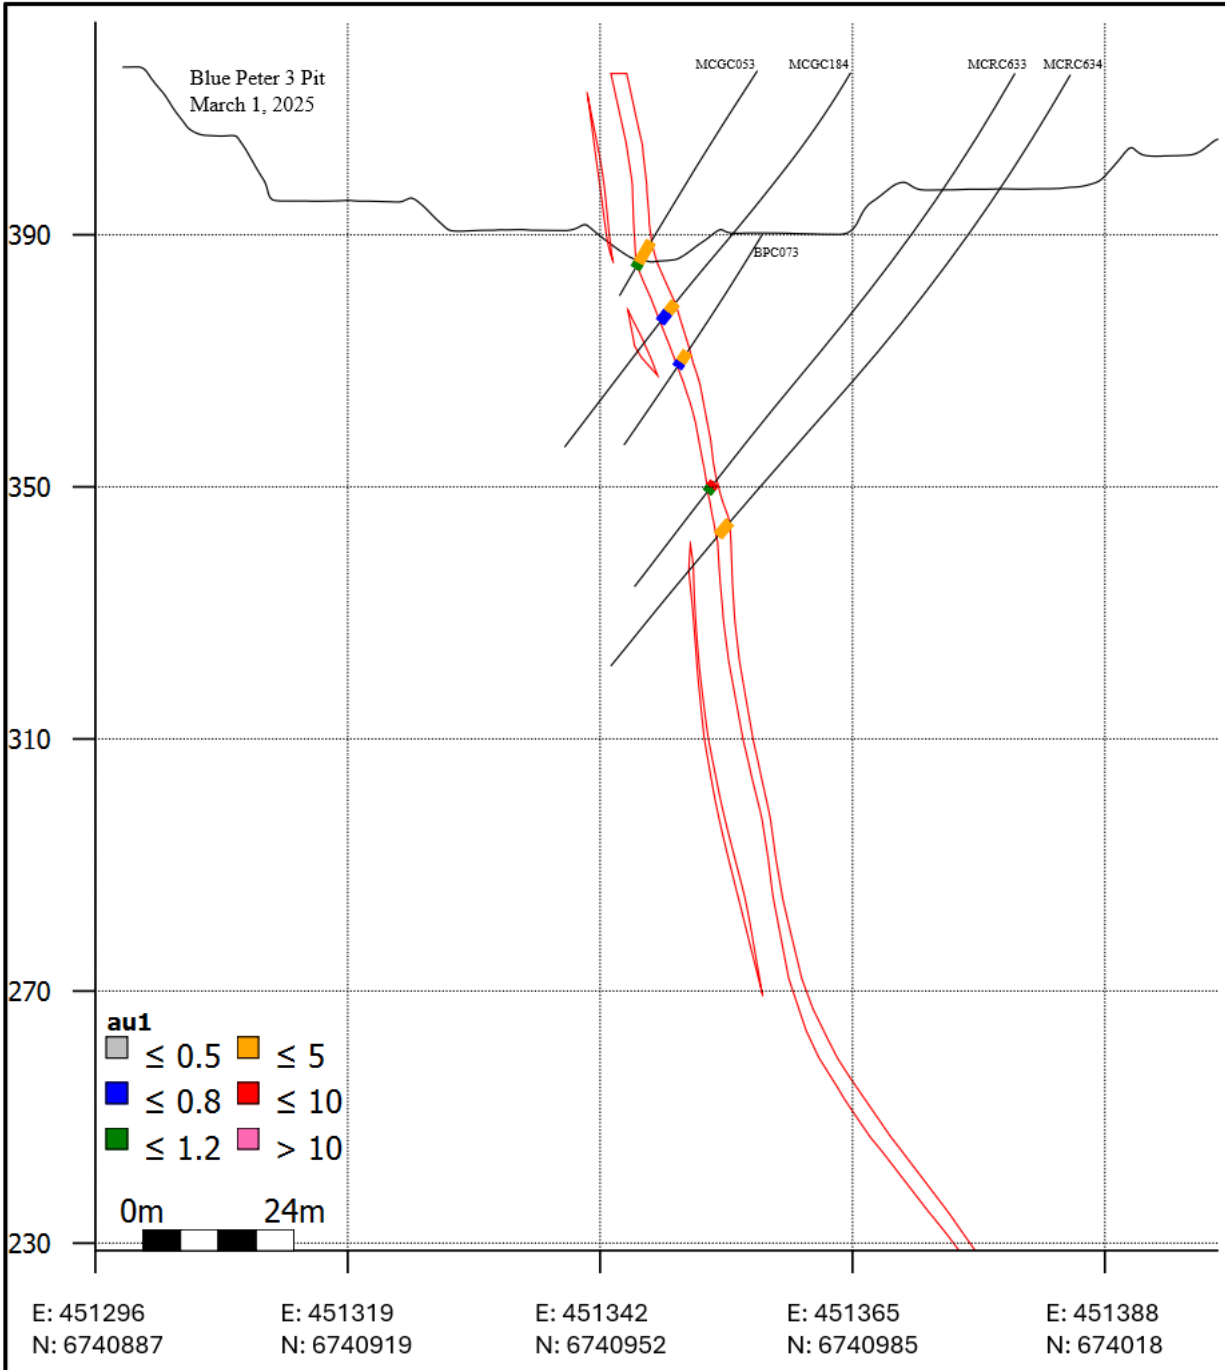 MCGC053 MCGC184 MCRC633 MCRC634
Blue Peter 3 Pit
March 1, 2025
390
BPC073
350
310
270
au1
≤ 0.5 ≤ 5
≤ 0.8 ≤ 10
≤ 1.2 > 10
0m 24m
230
E: 451296 E: 451319 E: 451342 E: 451365 E: 451388
N: 6740887 N: 6740919 N: 6740952 N: 6740985 N: 674018